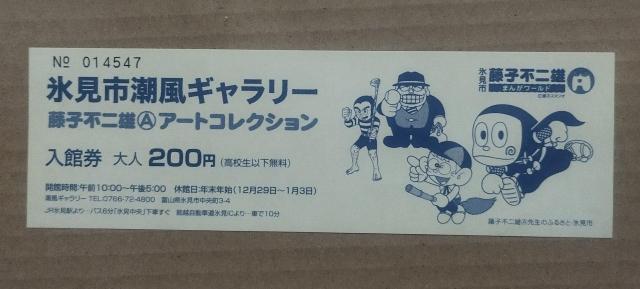 № 014547
氷見市潮風ギャラリー
藤子不二雄Ⓐアートコレクション
入館券 大人 200円 (高校生以下無料)
開館時間:午前10:00~午後5:00 休館日:年末年始(12月29日~1月3日)
潮風ギャラリー TEL.0766-72-4800 富山県氷見市中央町3-4
JR氷見駅より…バス6分「氷見中央」下車すぐ 能越自動車道氷見ICより…車で10分
氷見市
藤子不二雄Ⓐ
まんがワールド
藤子不二雄Ⓐ先生のふるさと・氷見市